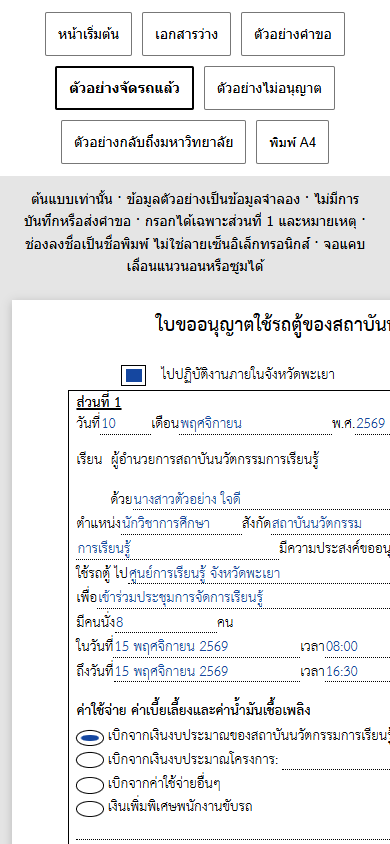 หน้าเริ่มต้น
เอกสารว่าง
ตัวอย่างคำขอ
ตัวอย่างจัดรถแล้ว
ตัวอย่างไม่อนุญาต
ตัวอย่างกลับถึงมหาวิทยาลัย
พิมพ์ A4
ต้นแบบเท่านั้น · ข้อมูลตัวอย่างเป็นข้อมูลจำลอง · ไม่มีการ
บันทึกหรือส่งคำขอ · กรอกได้เฉพาะส่วนที่ 1 และหมายเหตุ ·
ช่องลงชื่อเป็นชื่อพิมพ์ ไม่ใช่ลายเซ็นอิเล็กทรอนิกส์ · จอแคบ
เลื่อนแนวนอนหรือซูมได้
ใบขออนุญาตใช้รถตู้ของสถาบัน
ไปปฏิบัติงานภายในจังหวัดพะเยา
ส่วนที่ 1
วันที่ 10 เดือน พฤศจิกายน พ.ศ. 2569
เรียน ผู้อำนวยการสถาบันนวัตกรรมการเรียนรู้
ด้วย นางสาวตัวอย่าง ใจดี
ตำแหน่ง นักวิชาการศึกษา สังกัด สถาบันนวัตกรรม
การเรียนรู้ มีความประสงค์ขออนุ
ใช้รถตู้ ไป ศูนย์การเรียนรู้ จังหวัดพะเยา
เพื่อ เข้าร่วมประชุมการจัดการเรียนรู้
มีคนนั่ง 8 คน
ในวันที่ 15 พฤศจิกายน 2569 เวลา 08:00
ถึงวันที่ 15 พฤศจิกายน 2569 เวลา 16:30
ค่าใช้จ่าย ค่าเบี้ยเลี้ยงและค่าน้ำมันเชื้อเพลิง
เบิกจากเงินงบประมาณของสถาบันนวัตกรรมการเรียนรู้
เบิกจากเงินงบประมาณโครงการ:
เบิกจากค่าใช้จ่ายอื่นๆ
เงินเพิ่มพิเศษพนักงานขับรถ